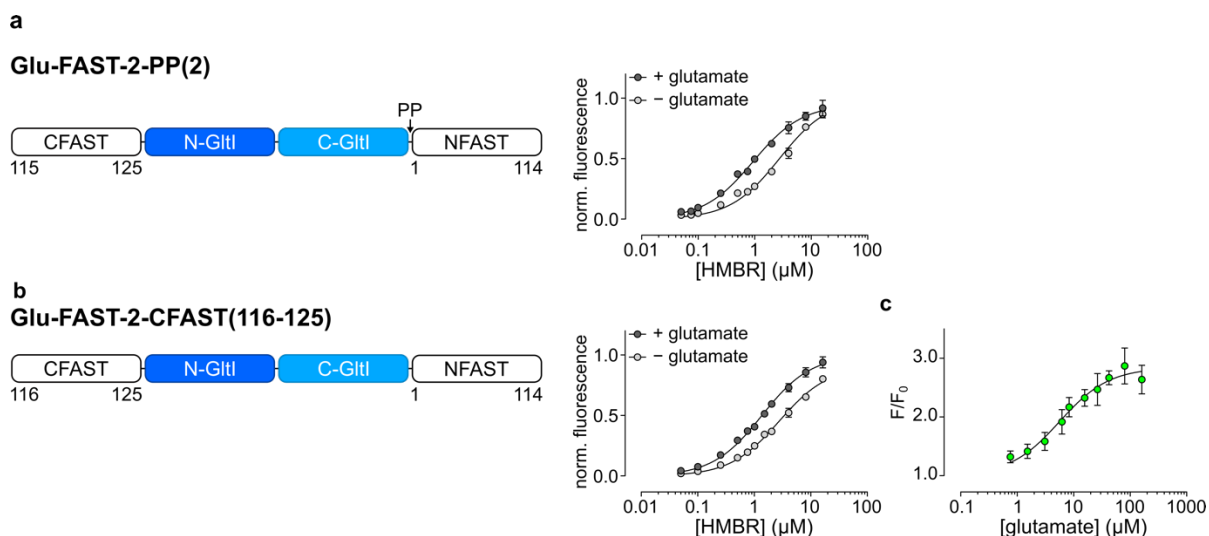 a
Glu-FAST-2-PP(2)
PP
CFAST N-GltI C-GltI NFAST
115 125 1 114
+ glutamate
− glutamate
norm. fluorescence
1.0
0.5
0.0
0.01 0.1 1 10 100
[HMBR] (µM)
b
Glu-FAST-2-CFAST(116-125)
CFAST N-GltI C-GltI NFAST
116 125 1 114
+ glutamate
− glutamate
norm. fluorescence
1.0
0.5
0.0
0.01 0.1 1 10 100
[HMBR] (µM)
c
F/F0
3.0
2.0
1.0
0.1 1 10 100 1000
[glutamate] (µM)